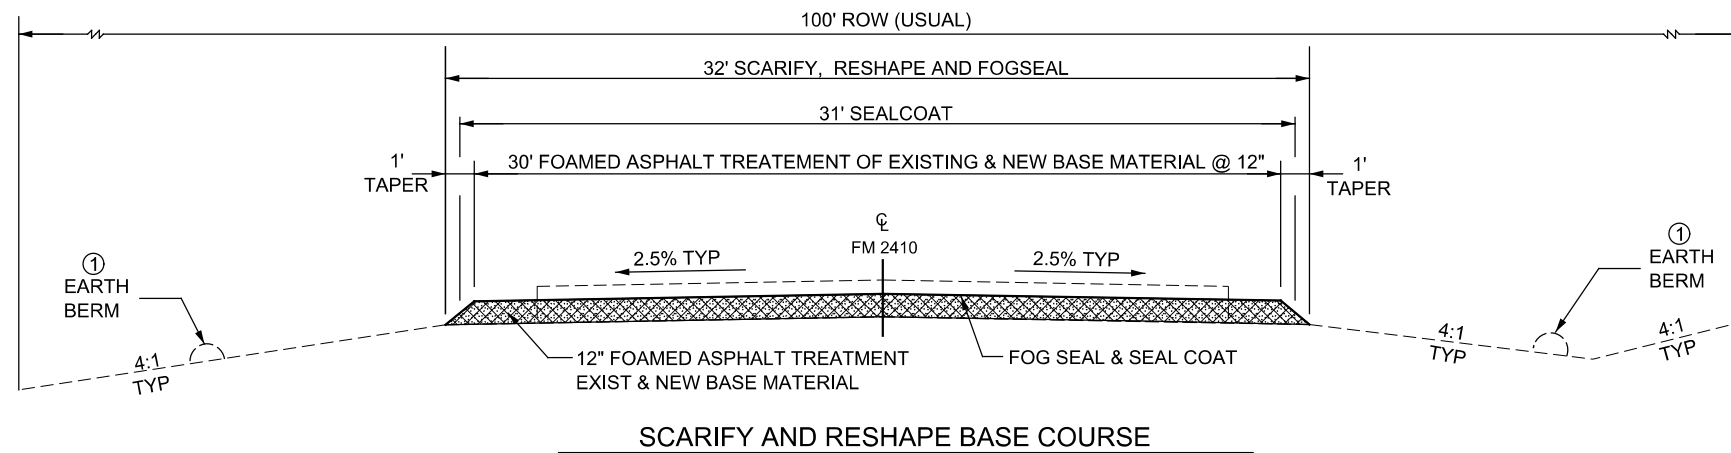 100' ROW (USUAL)
32' SCARIFY, RESHAPE AND FOGSEAL
31' SEALCOAT
1'
TAPER
30' FOAMED ASPHALT TREATEMENT OF EXISTING & NEW BASE MATERIAL @ 12"
1'
TAPER
℄
FM 2410
2.5% TYP
2.5% TYP
①
EARTH
BERM
①
EARTH
BERM
4:1
TYP
12" FOAMED ASPHALT TREATMENT
EXIST & NEW BASE MATERIAL
FOG SEAL & SEAL COAT
4:1
TYP
4:1
TYP
SCARIFY AND RESHAPE BASE COURSE